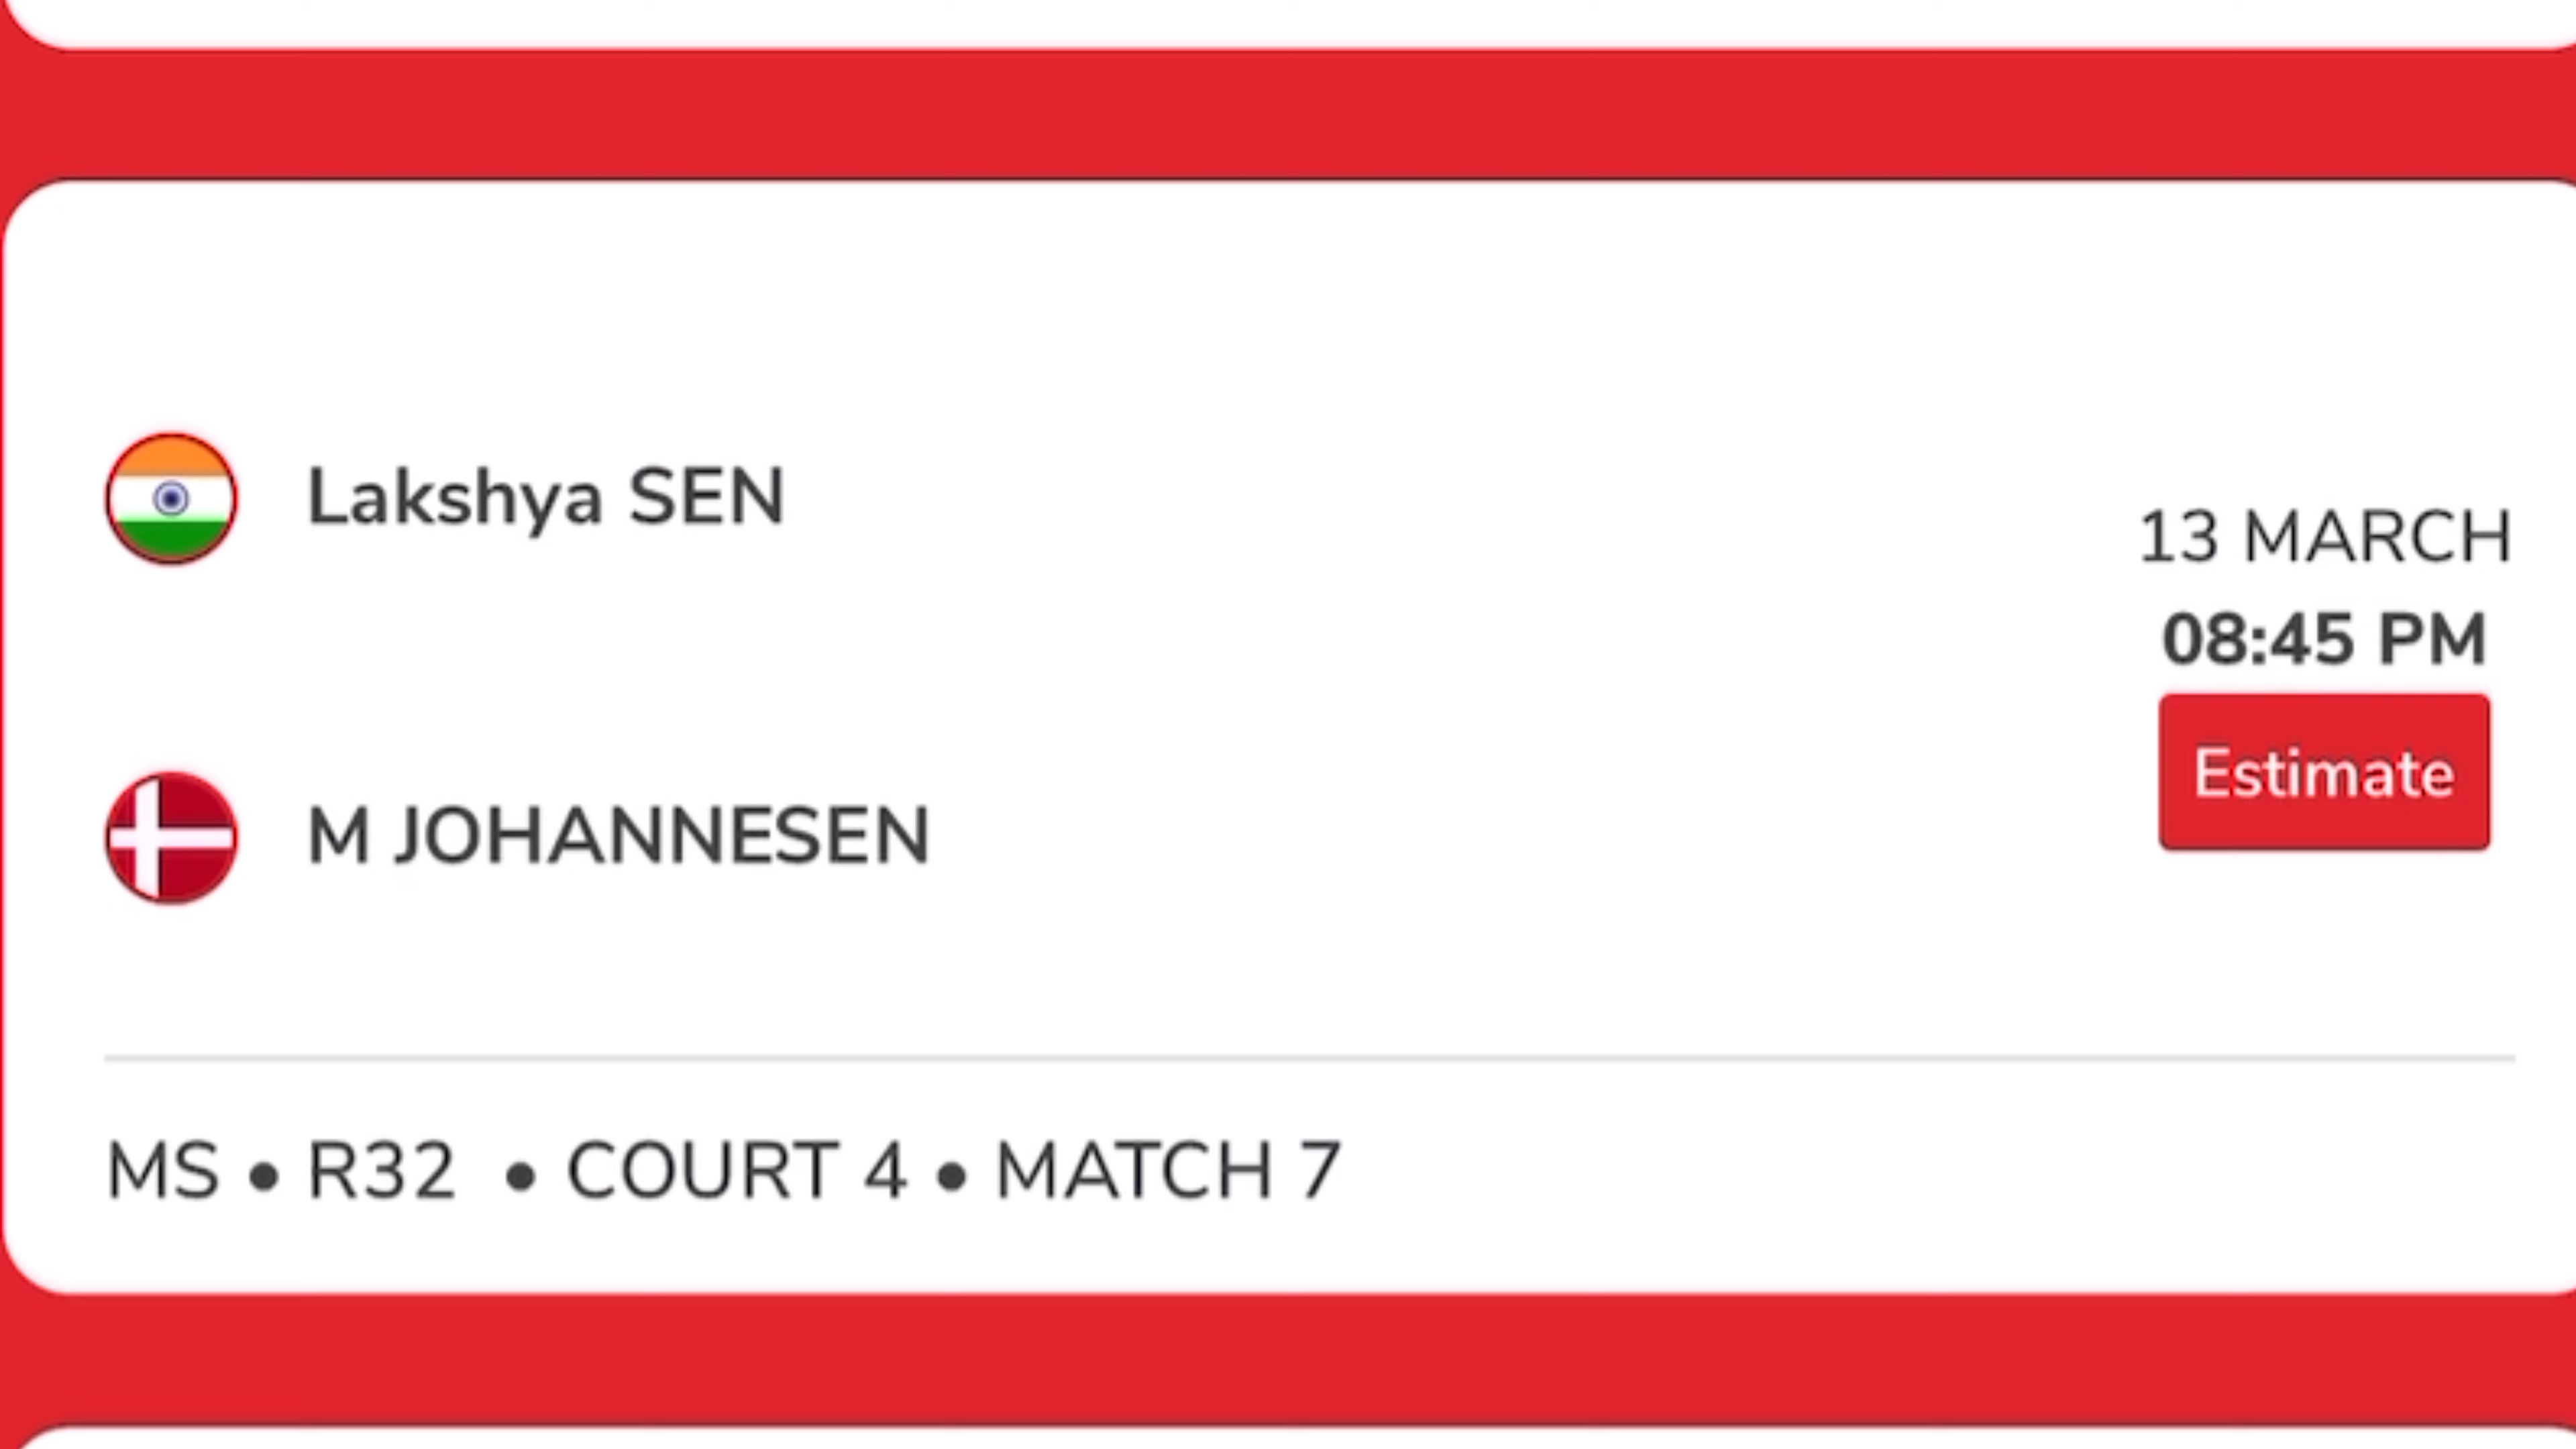 Lakshya SEN
13 MARCH
08:45 PM
Estimate
M JOHANNESEN
MS • R32 • COURT 4 • MATCH 7